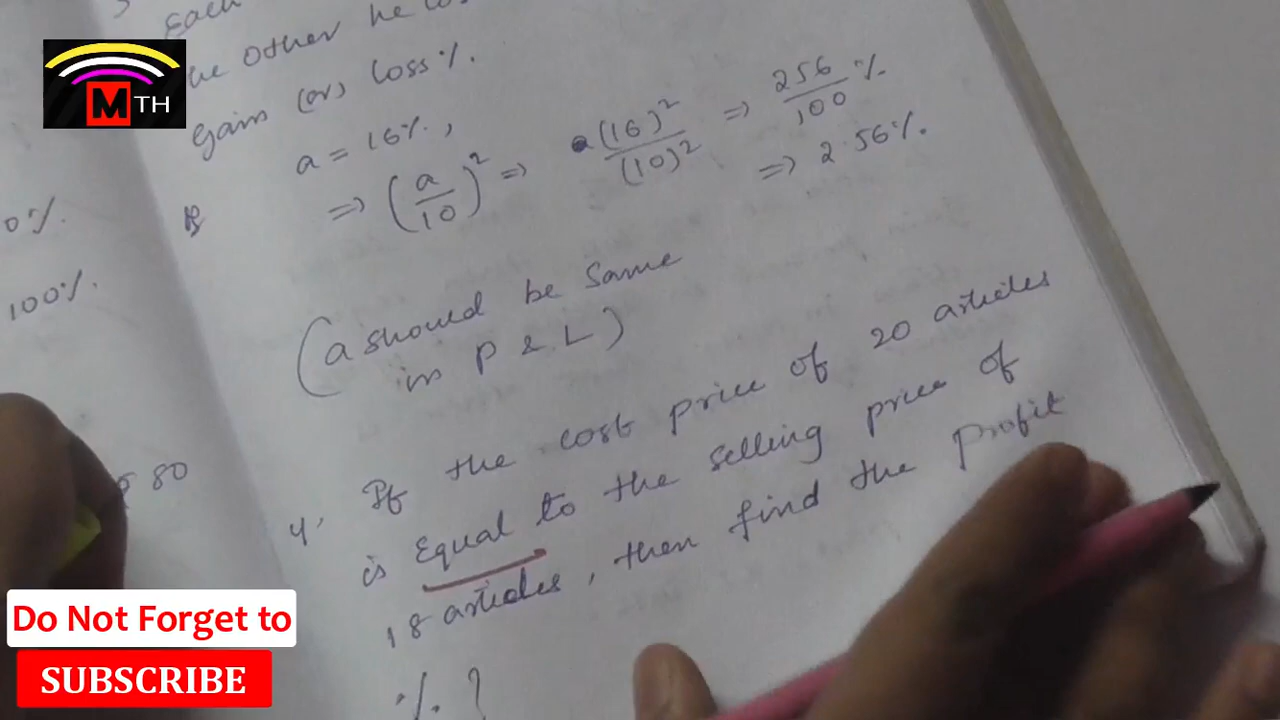 Each
he other he
gain (or) loss %.
a = 16%,
=> (a/10)² => (16)²/(10)² => 256/100 %
=> 2.56%.
(a should be same
in P & L)
4, If the cost price of 20 articles
is Equal to the selling price of
18 articles, then find the profit
% ?
0%.
100%.
80
M TH
Do Not Forget to
SUBSCRIBE